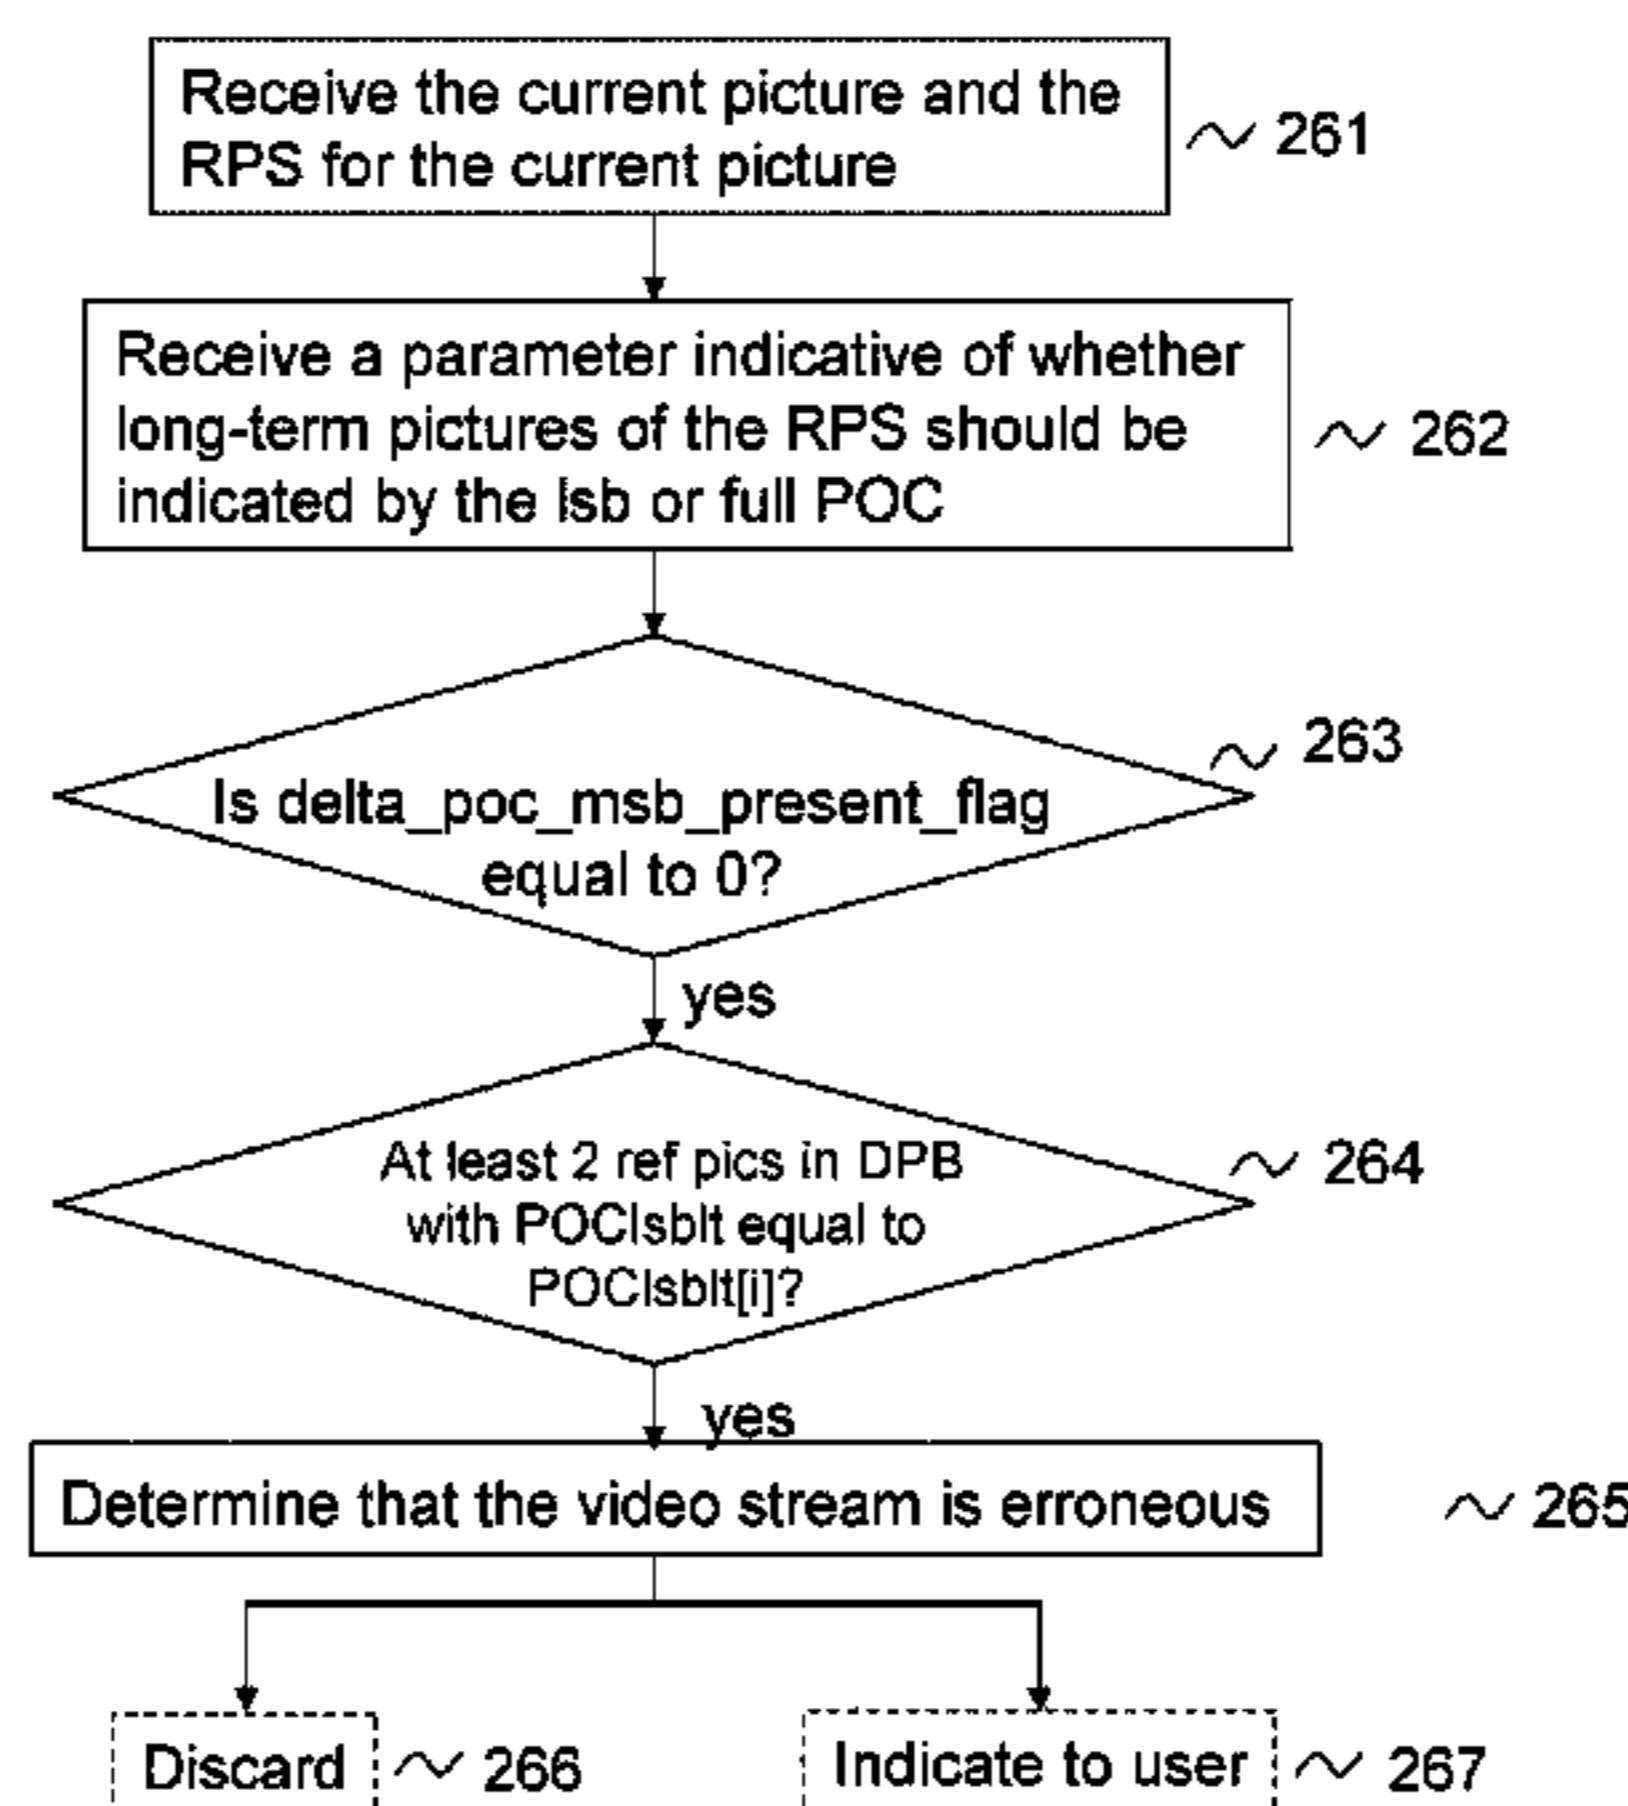 Receive the current picture and the
RPS for the current picture
261
Receive a parameter indicative of whether
long-term pictures of the RPS should be
indicated by the lsb or full POC
262
Is delta_poc_msb_present_flag
equal to 0?
263
yes
At least 2 ref pics in DPB
with POClsblt equal to
POClsblt[i]?
264
yes
Determine that the video stream is erroneous
265
Discard
266
Indicate to user
267